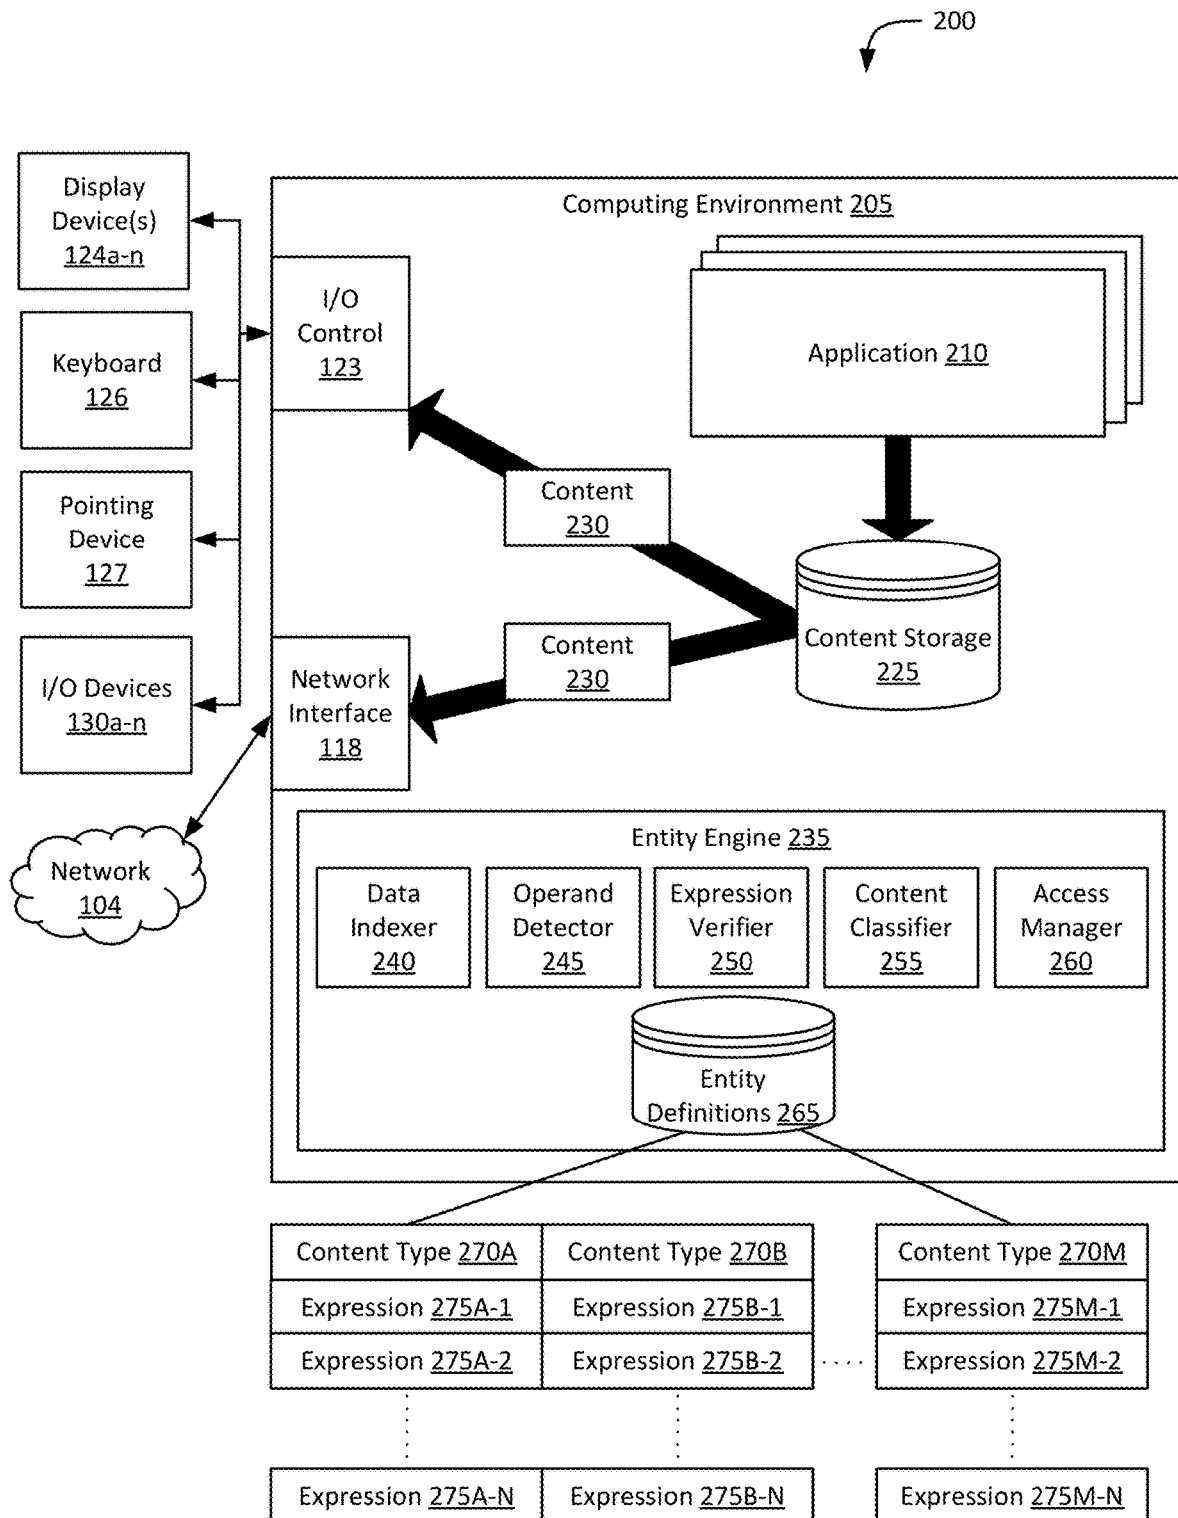 200
Display
Device(s)
124a-n
Keyboard
126
Pointing
Device
127
I/O Devices
130a-n
Network
104
Computing Environment 205
I/O
Control
123
Application 210
Content
230
Content
230
Content Storage
225
Network
Interface
118
Entity Engine 235
Data
Indexer
240
Operand
Detector
245
Expression
Verifier
250
Content
Classifier
255
Access
Manager
260
Entity
Definitions 265
Content Type 270A
Content Type 270B
Content Type 270M
Expression 275A-1
Expression 275B-1
Expression 275M-1
Expression 275A-2
Expression 275B-2
Expression 275M-2
Expression 275A-N
Expression 275B-N
Expression 275M-N